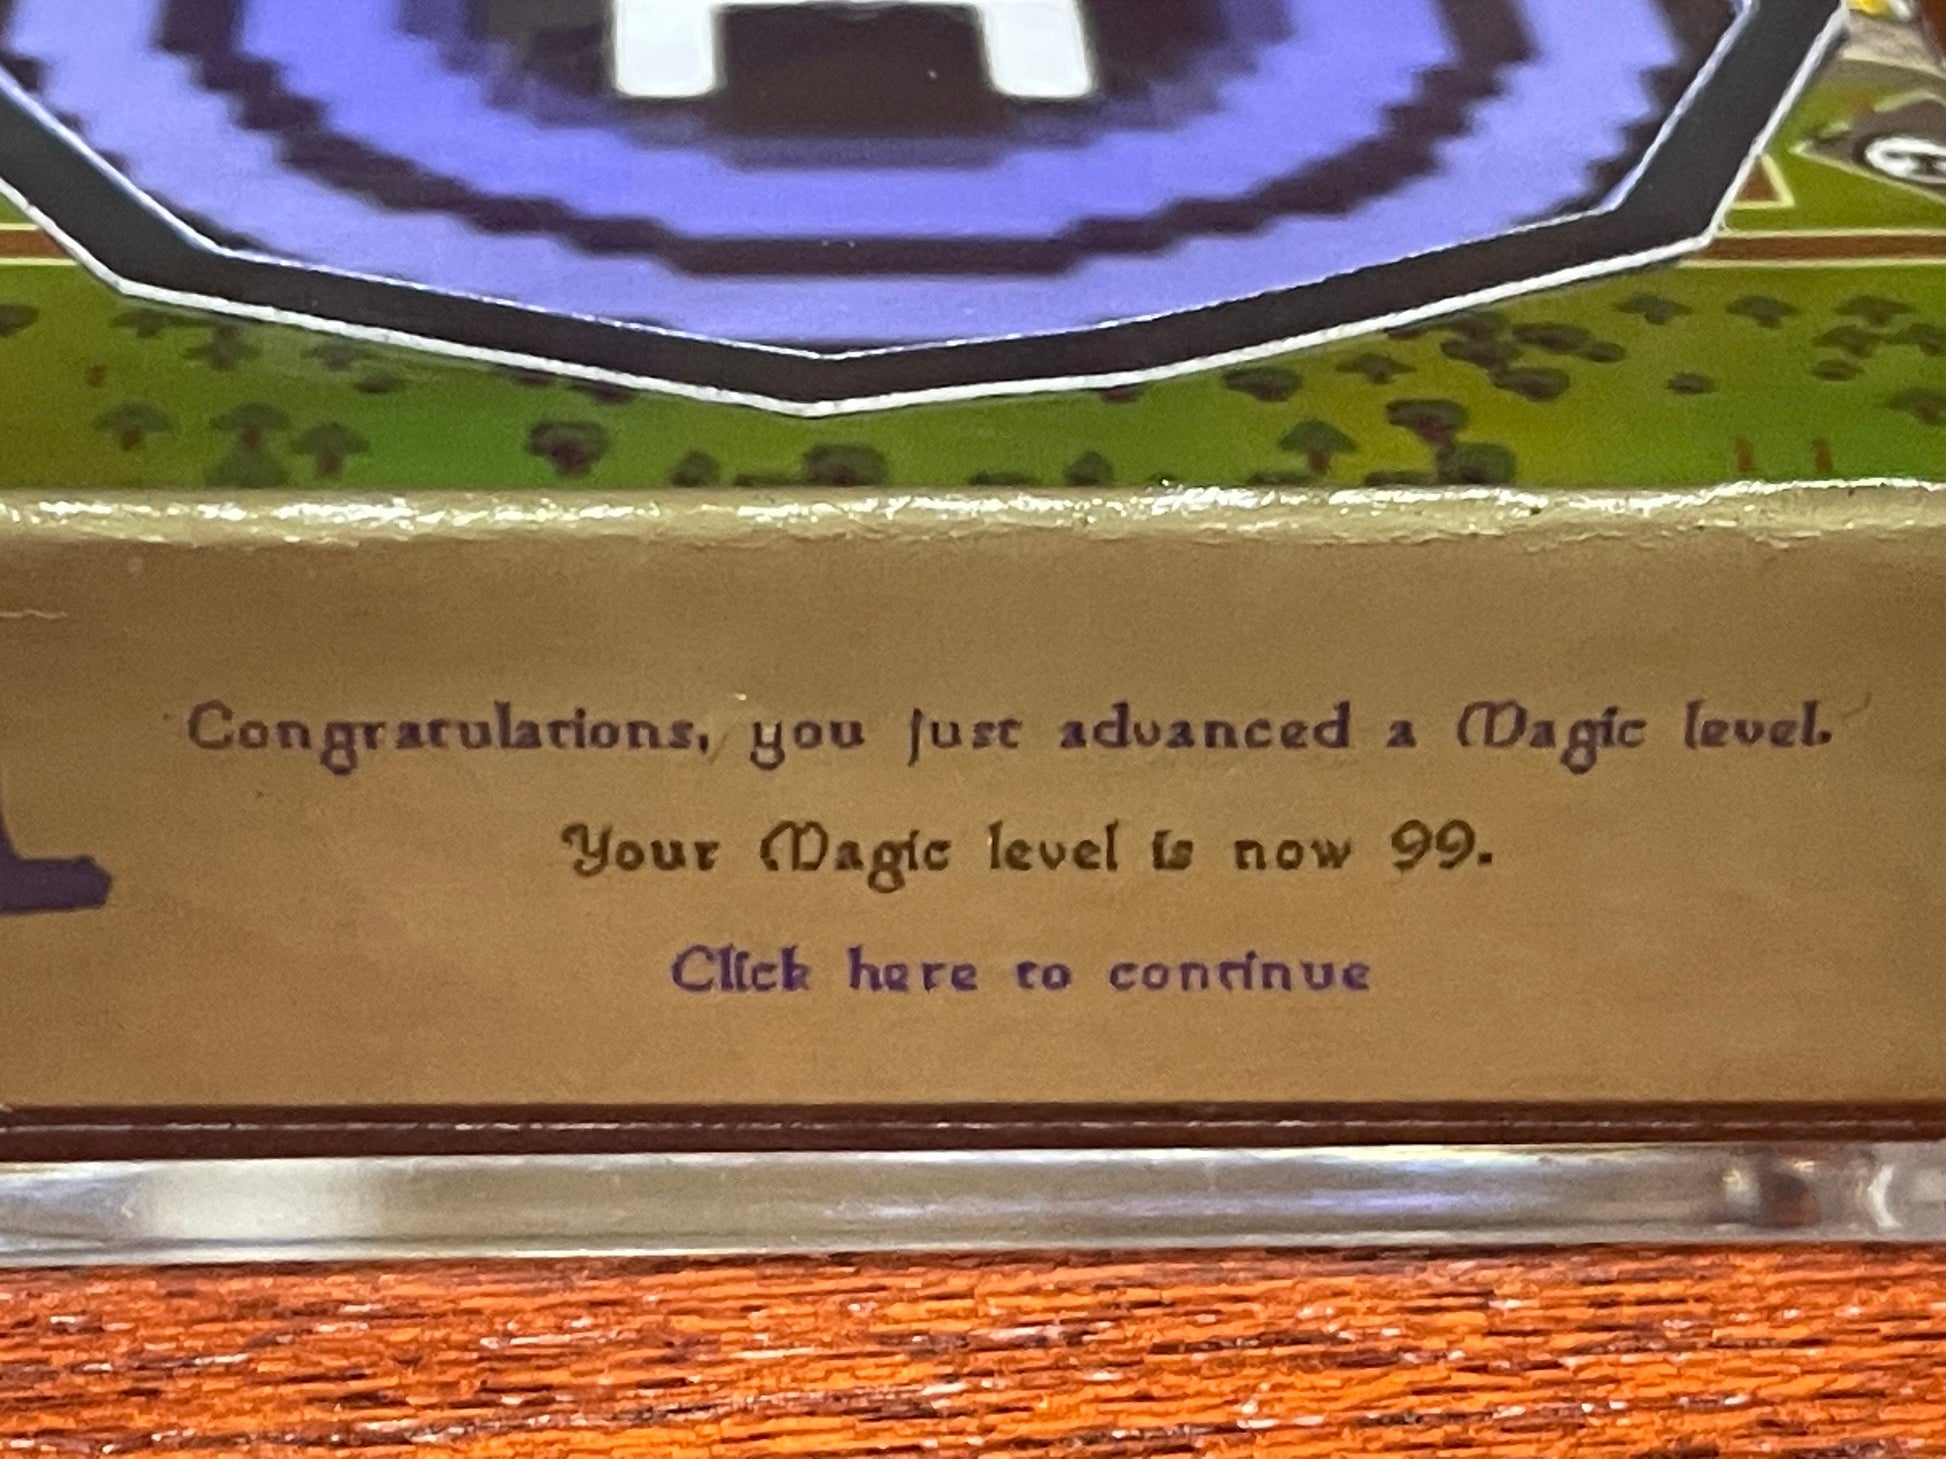 Congratulations, you just advanced a Magic level.
Your Magic level is now 99.
Click here to continue